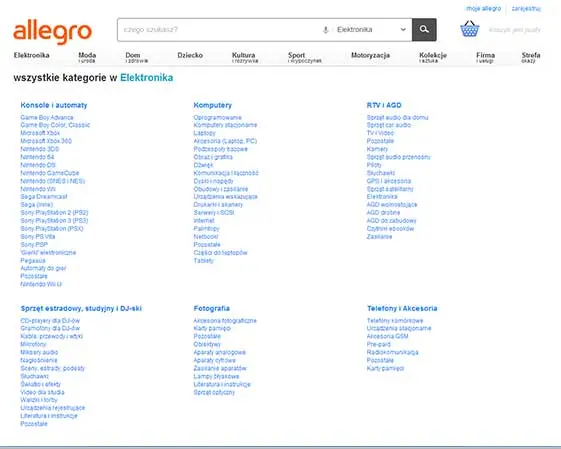 moje allegro
zarejestruj
allegro
czego szukasz?
Elektronika
koszyk jest pusty
Elektronika
Moda
i uroda
Dom
i zdrowie
Dziecko
Kultura
i rozrywka
Sport
i wypoczynek
Motoryzacja
Kolekcje
i sztuka
Firma
i usługi
Strefa
okazji
wszystkie kategorie w Elektronika
Konsole i automaty
Game Boy Advance
Game Boy Color, Classic
Microsoft Xbox
Microsoft Xbox 360
Nintendo 3DS
Nintendo 64
Nintendo DS
Nintendo GameCube
Nintendo (SNES i NES)
Nintendo Wii
Sega Dreamcast
Sega (inne)
Sony PlayStation 2 (PS2)
Sony PlayStation 3 (PS3)
Sony PlayStation (PSX)
Sony PS Vita
Sony PSP
'Gierki' elektroniczne
Pegasus
Automaty do gier
Pozostałe
Nintendo Wii U
Komputery
Oprogramowanie
Komputery stacjonarne
Laptopy
Akcesoria (Laptop, PC)
Podzespoły bazowe
Obraz i grafika
Dźwięk
Komunikacja i łączność
Dyski i napędy
Obudowy i zasilanie
Urządzenia wskazujące
Drukarki i skanery
Serwery i SCSI
Internet
Palmtopy
Netbooki
Pozostałe
Części do laptopów
Tablety
RTV i AGD
Sprzęt audio dla domu
Sprzęt car audio
TV i Video
Pozostałe
Kamery
Sprzęt audio przenośny
Piloty
Słuchawki
GPS i akcesoria
Sprzęt satelitarny
Elektronika
AGD wolnostojące
AGD drobne
AGD do zabudowy
Czytniki ebooków
Zasilanie
Sprzęt estradowy, studyjny i DJ-ski
CD-playery dla DJ-ów
Gramofony dla DJ-ów
Kable, przewody i wtyki
Mikrofony
Miksery audio
Nagłośnienie
Sceny, estrady, podesty
Słuchawki
Światło i efekty
Video dla studia
Walizki i torby
Urządzenia rejestrujące
Literatura i instrukcje
Pozostałe
Fotografia
Akcesoria fotograficzne
Karty pamięci
Pozostałe
Obiektywy
Aparaty analogowe
Aparaty cyfrowe
Zasilanie aparatów
Lampy błyskowe
Literatura i instrukcje
Sprzęt optyczny
Telefony i Akcesoria
Telefony komórkowe
Urządzenia stacjonarne
Akcesoria GSM
Pre-paid
Radiokomunikacja
Pozostałe
Karty pamięci